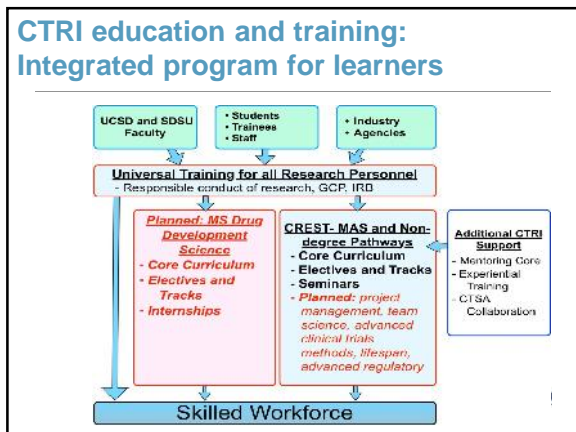 CTRI education and training:
Integrated program for learners
UCSD and SDSU
Faculty
• Students
• Trainees
• Staff
• Industry
• Agencies
Universal Training for all Research Personnel
- Responsible conduct of research, GCP, IRB
Planned: MS Drug
Development
Science
- Core Curriculum
- Electives and
Tracks
- Internships
CREST- MAS and Non-
degree Pathways
- Core Curriculum
- Electives and Tracks
- Seminars
- Planned: project
management, team
science, advanced
clinical trials
methods, lifespan,
advanced regulatory
Additional CTRI
Support
- Mentoring Core
- Experiential
Training
- CTSA
Collaboration
Skilled Workforce